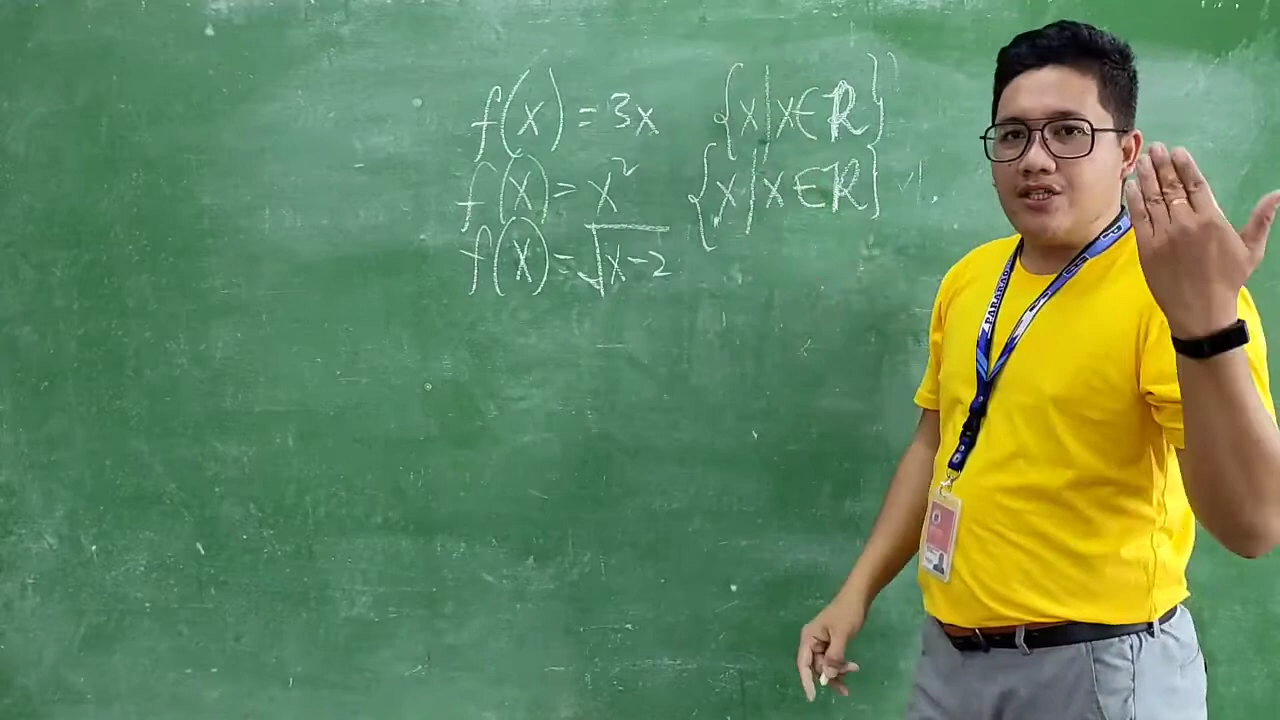 f(x) = 3x {x|x∈ℝ}
f(x) = x² {x|x∈ℝ}
f(x) = √x-2